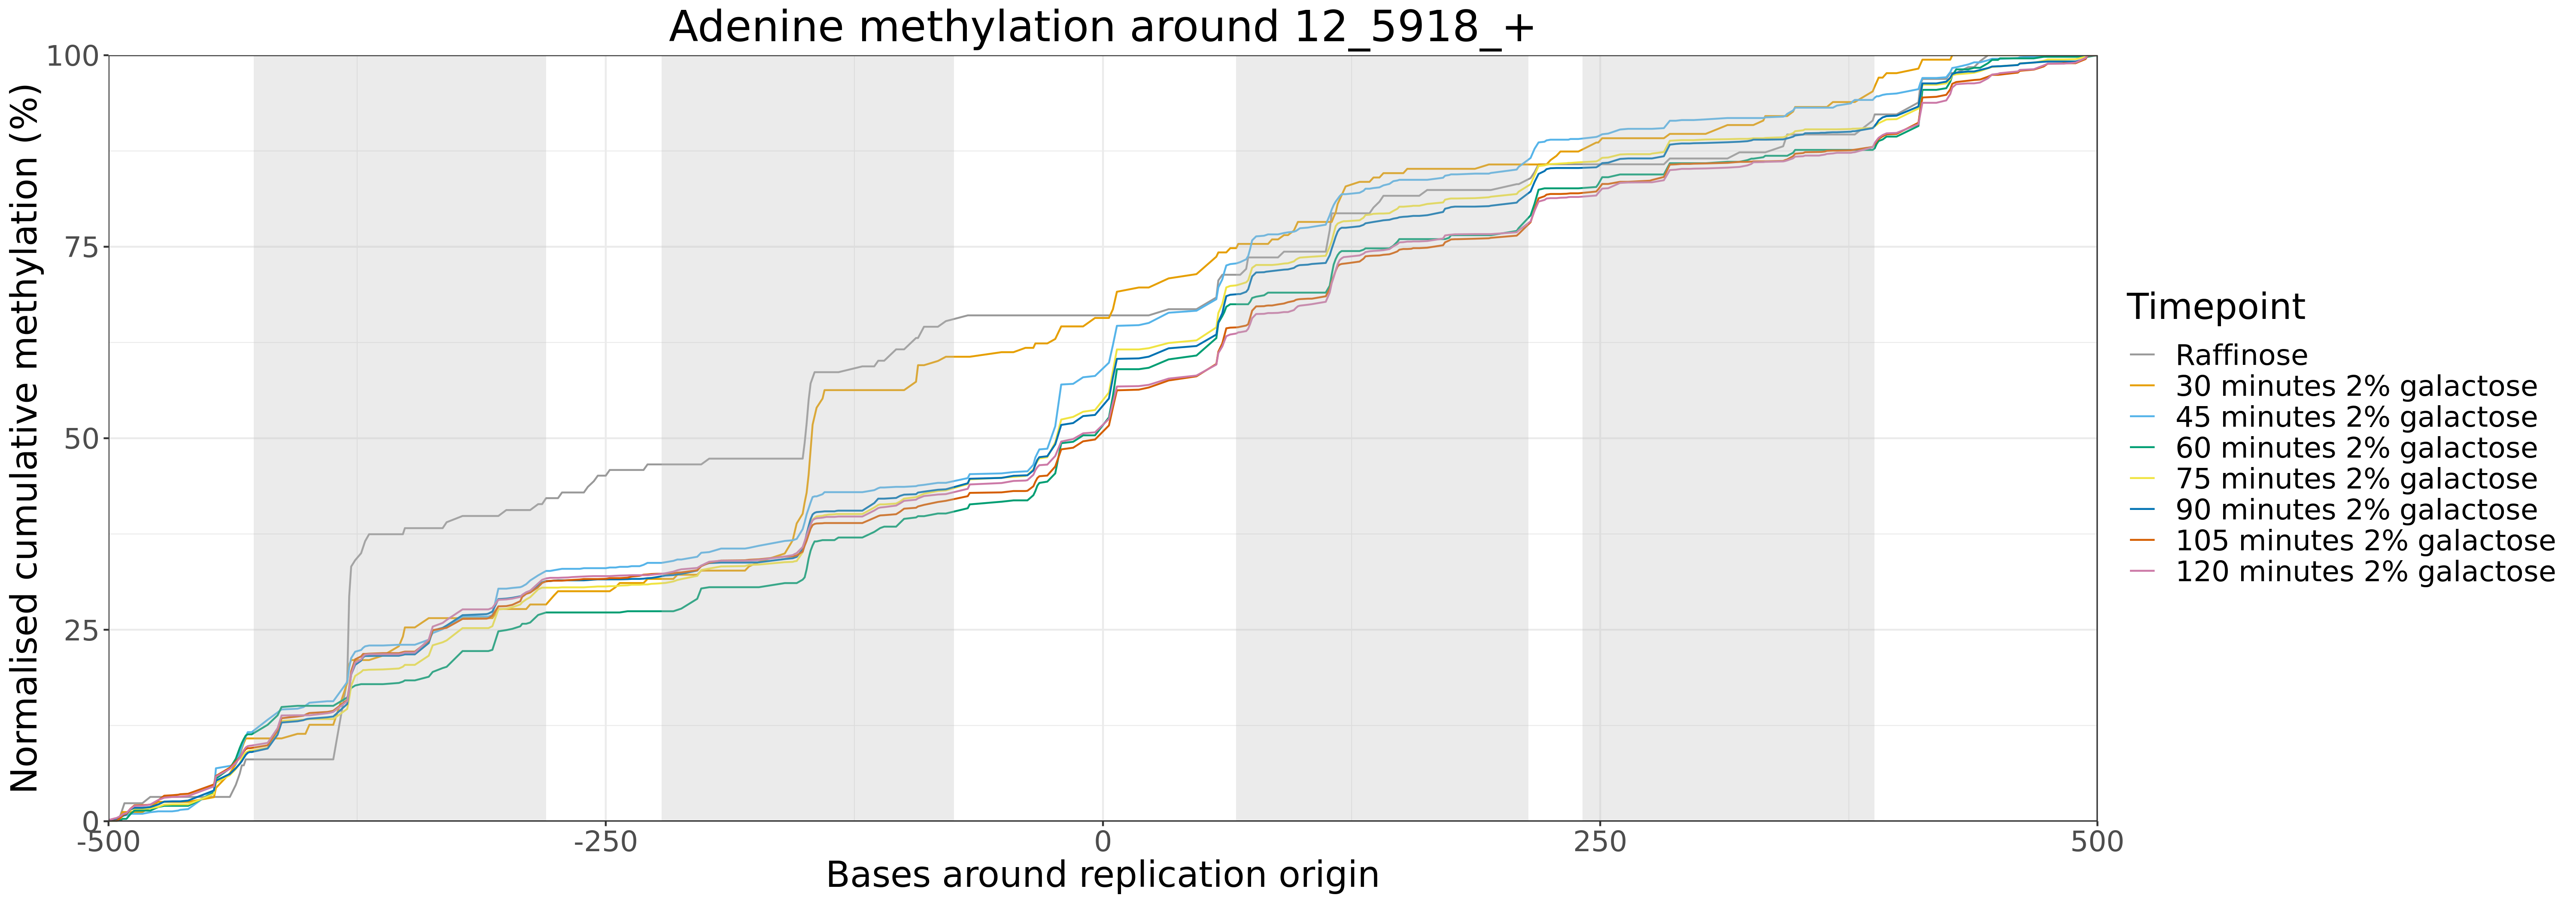 Adenine methylation around 12_5918_+
Normalised cumulative methylation (%)
100
75
50
25
0
-500
-250
0
250
500
Bases around replication origin
Timepoint
Raffinose
30 minutes 2% galactose
45 minutes 2% galactose
60 minutes 2% galactose
75 minutes 2% galactose
90 minutes 2% galactose
105 minutes 2% galactose
120 minutes 2% galactose